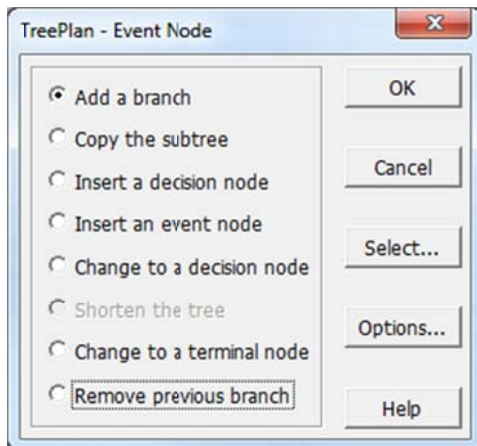 TreePlan - Event Node
Add a branch
Copy the subtree
Insert a decision node
Insert an event node
Change to a decision node
Shorten the tree
Change to a terminal node
Remove previous branch
OK
Cancel
Select...
Options...
Help